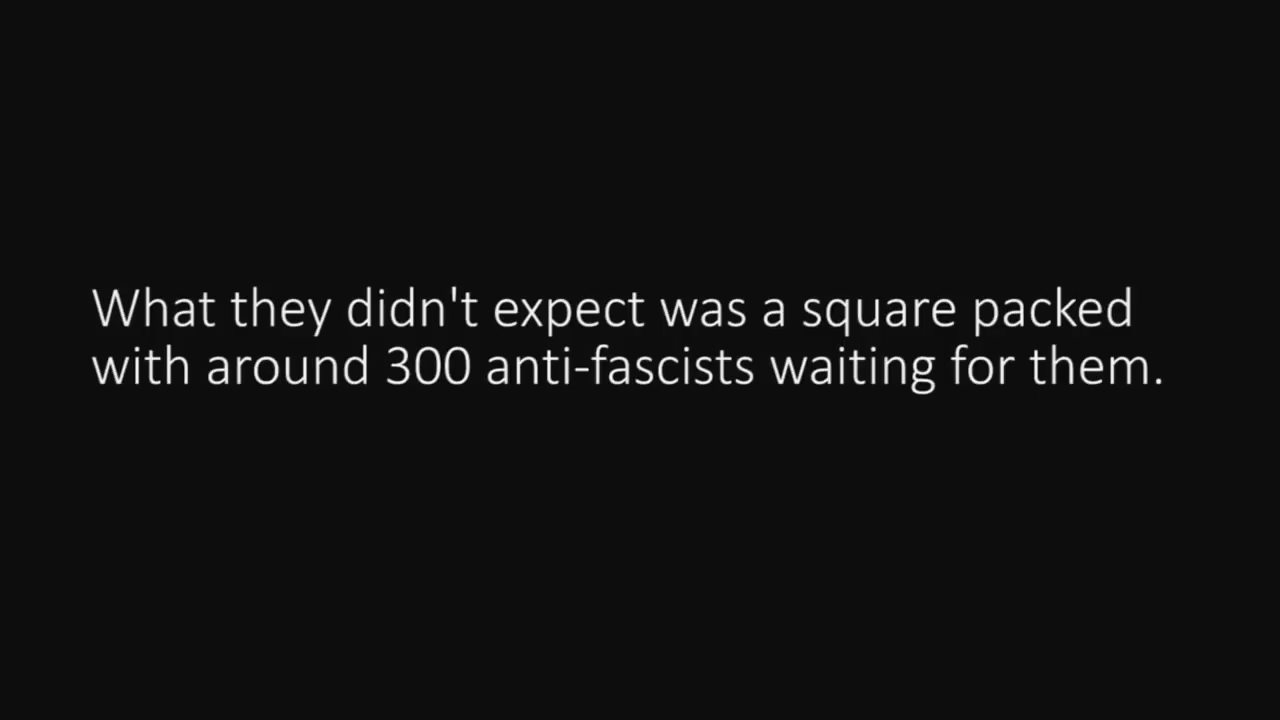 What they didn't expect was a square packed
with around 300 anti-fascists waiting for them.